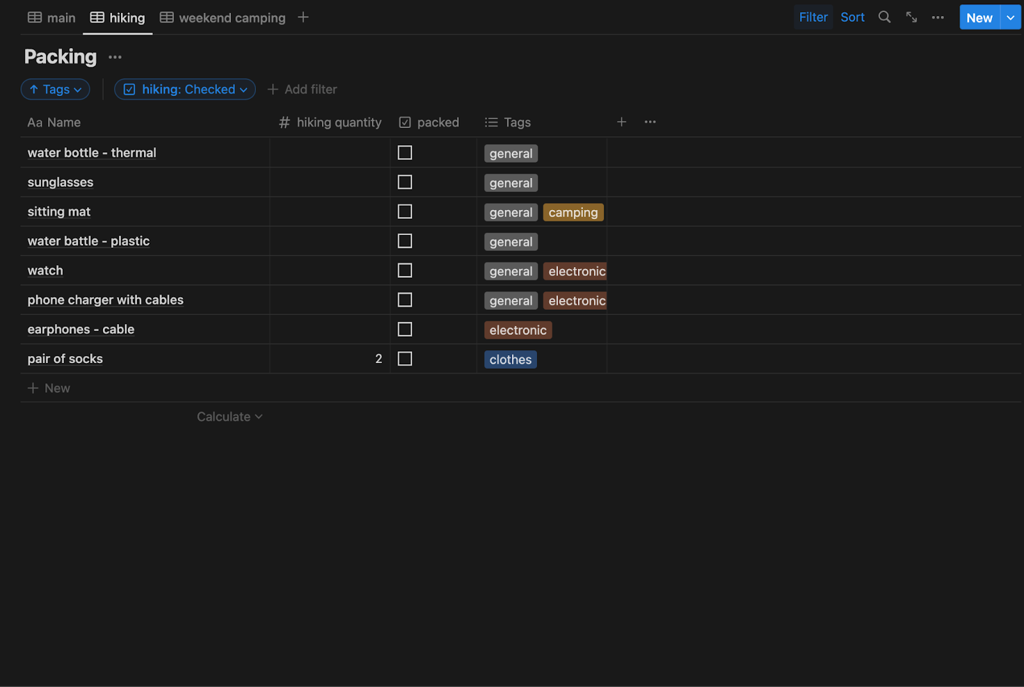 main hiking weekend camping Filter Sort New
Packing
Tags hiking: Checked Add filter
Aa Name # hiking quantity packed Tags
water bottle - thermal general
sunglasses general
sitting mat general camping
water battle - plastic general
watch general electronic
phone charger with cables general electronic
earphones - cable electronic
pair of socks 2 clothes
New
Calculate